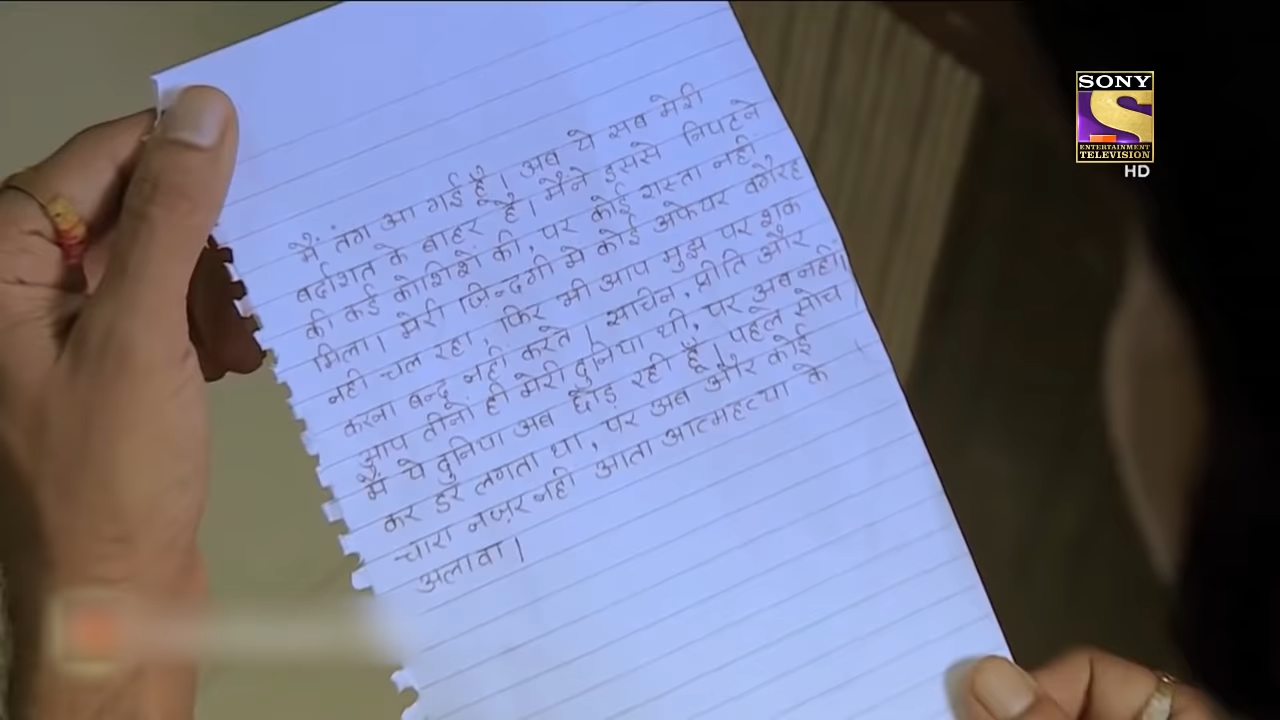 मैं तंग आ गई हूँ। अब ये सब मेरी
बर्दाशत के बाहर है। मैंने इससे निपटने
की कई कोशिशें की, पर कोई रास्ता नहीं
मिला। मेरी ज़िन्दगी मे कोई अफेयर वगैरह
नही चल रहा, फिर भी आप मुझ पर शक
करना बन्द नही करते। साचिन, प्रीति और
आप तीनों ही मेरी दुनिया थी, पर अब नहीं।
मैं ये दुनिया अब छोड़ रही हूँ। पहले सोच
कर डर लगता था, पर अब और कोई
चारा नज़र नही आता आत्महत्या के
अलावा।
SONY
S
ENTERTAINMENT
TELEVISION
HD